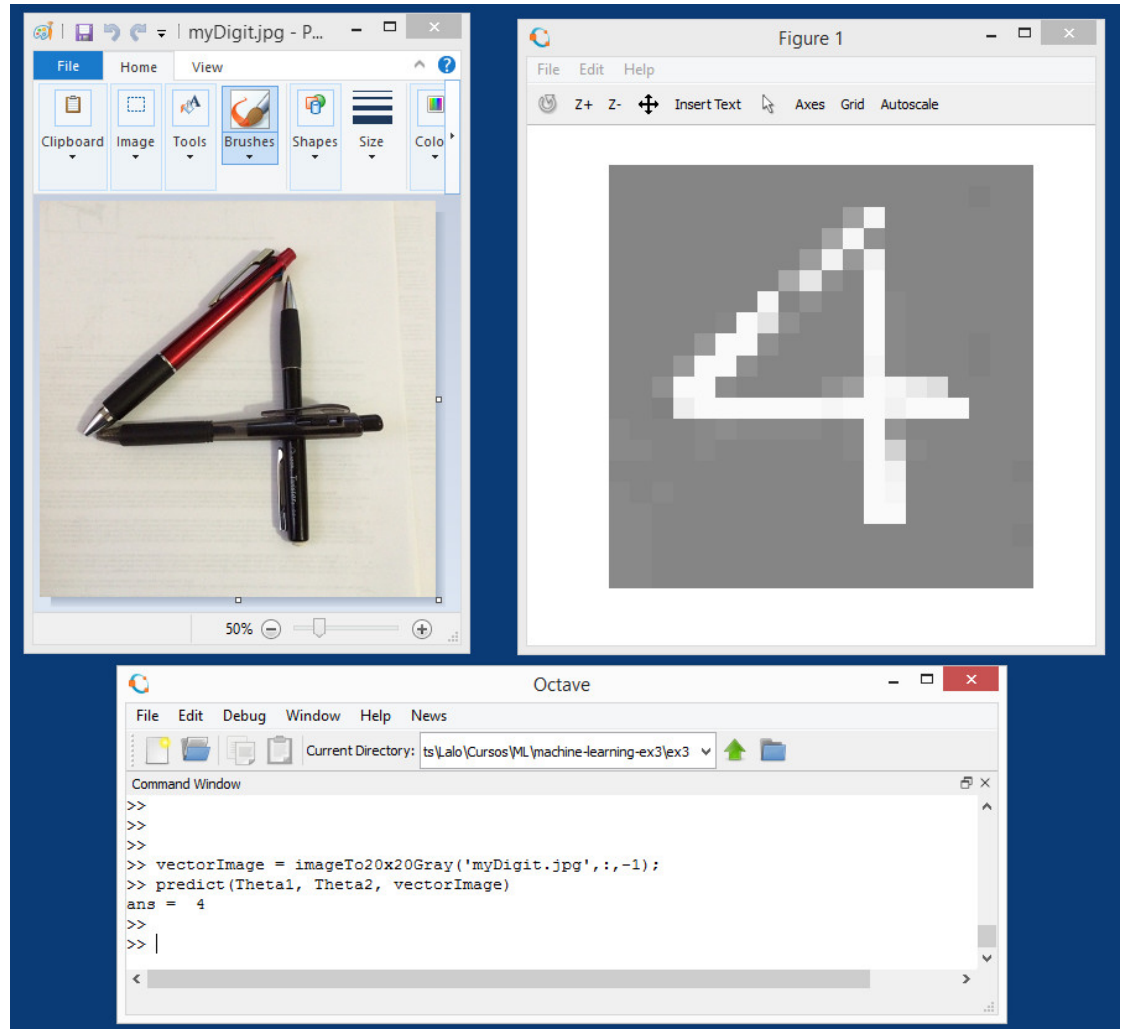 myDigit.jpg - P...
File Home View
Clipboard Image Tools Brushes Shapes Size Colo
50%
Figure 1
File Edit Help
Z+ Z- Insert Text Axes Grid Autoscale
Octave
File Edit Debug Window Help News
Current Directory: ts\Lalo\Cursos\ML\machine-learning-ex3\ex3
Command Window
>>
>>
>>
>> vectorImage = imageTo20x20Gray('myDigit.jpg',:,-1);
>> predict(Theta1, Theta2, vectorImage)
ans = 4
>>
>>